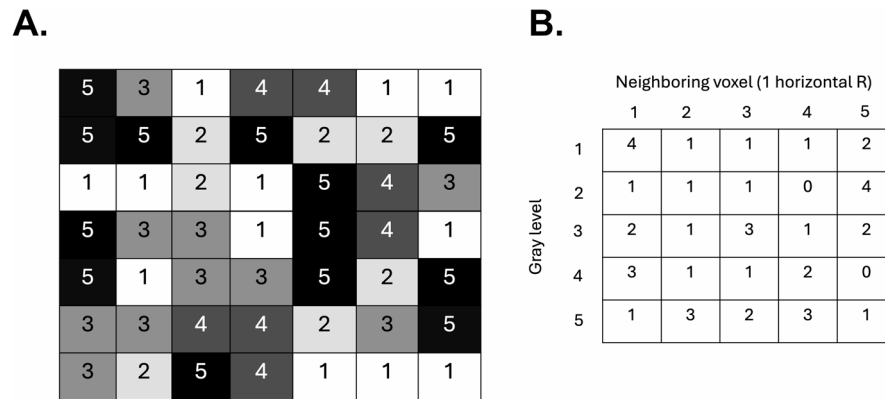 A.
5 3 1 4 4 1 1
5 5 2 5 2 2 5
1 1 2 1 5 4 3
5 3 3 1 5 4 1
5 1 3 3 5 2 5
3 3 4 4 2 3 5
3 2 5 4 1 1 1
B.
Neighboring voxel (1 horizontal R)
1 2 3 4 5
Gray level
1 4 1 1 1 2
2 1 1 1 0 4
3 2 1 3 1 2
4 3 1 1 2 0
5 1 3 2 3 1